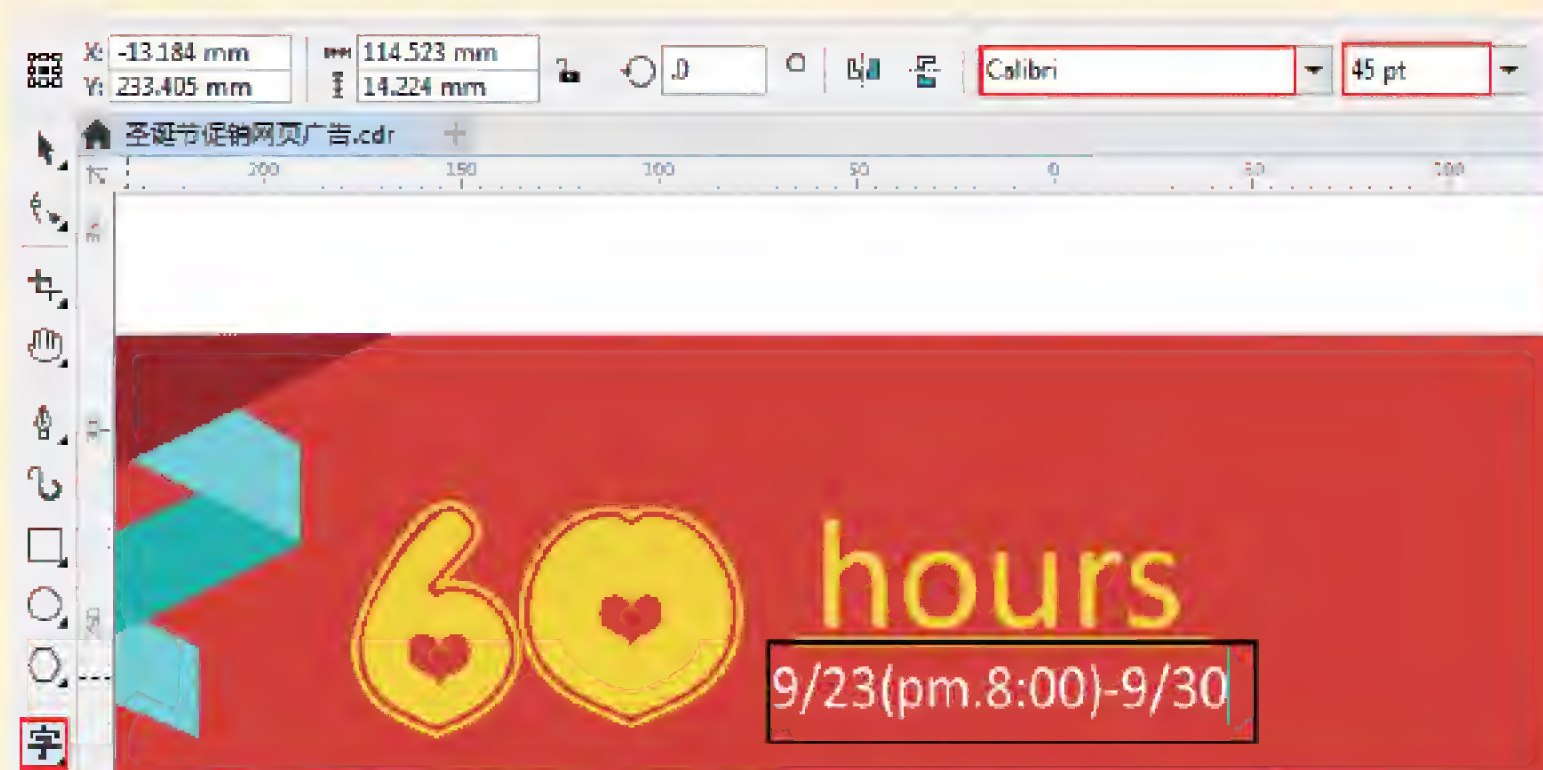 X: -13.184 mm 114.523 mm .0 Calibri 45 pt
Y: 233.405 mm 14.224 mm
圣诞节促销网页广告.cdr
200 150 100 50 0 50 100
60 hours
9/23(pm.8:00)-9/30
字